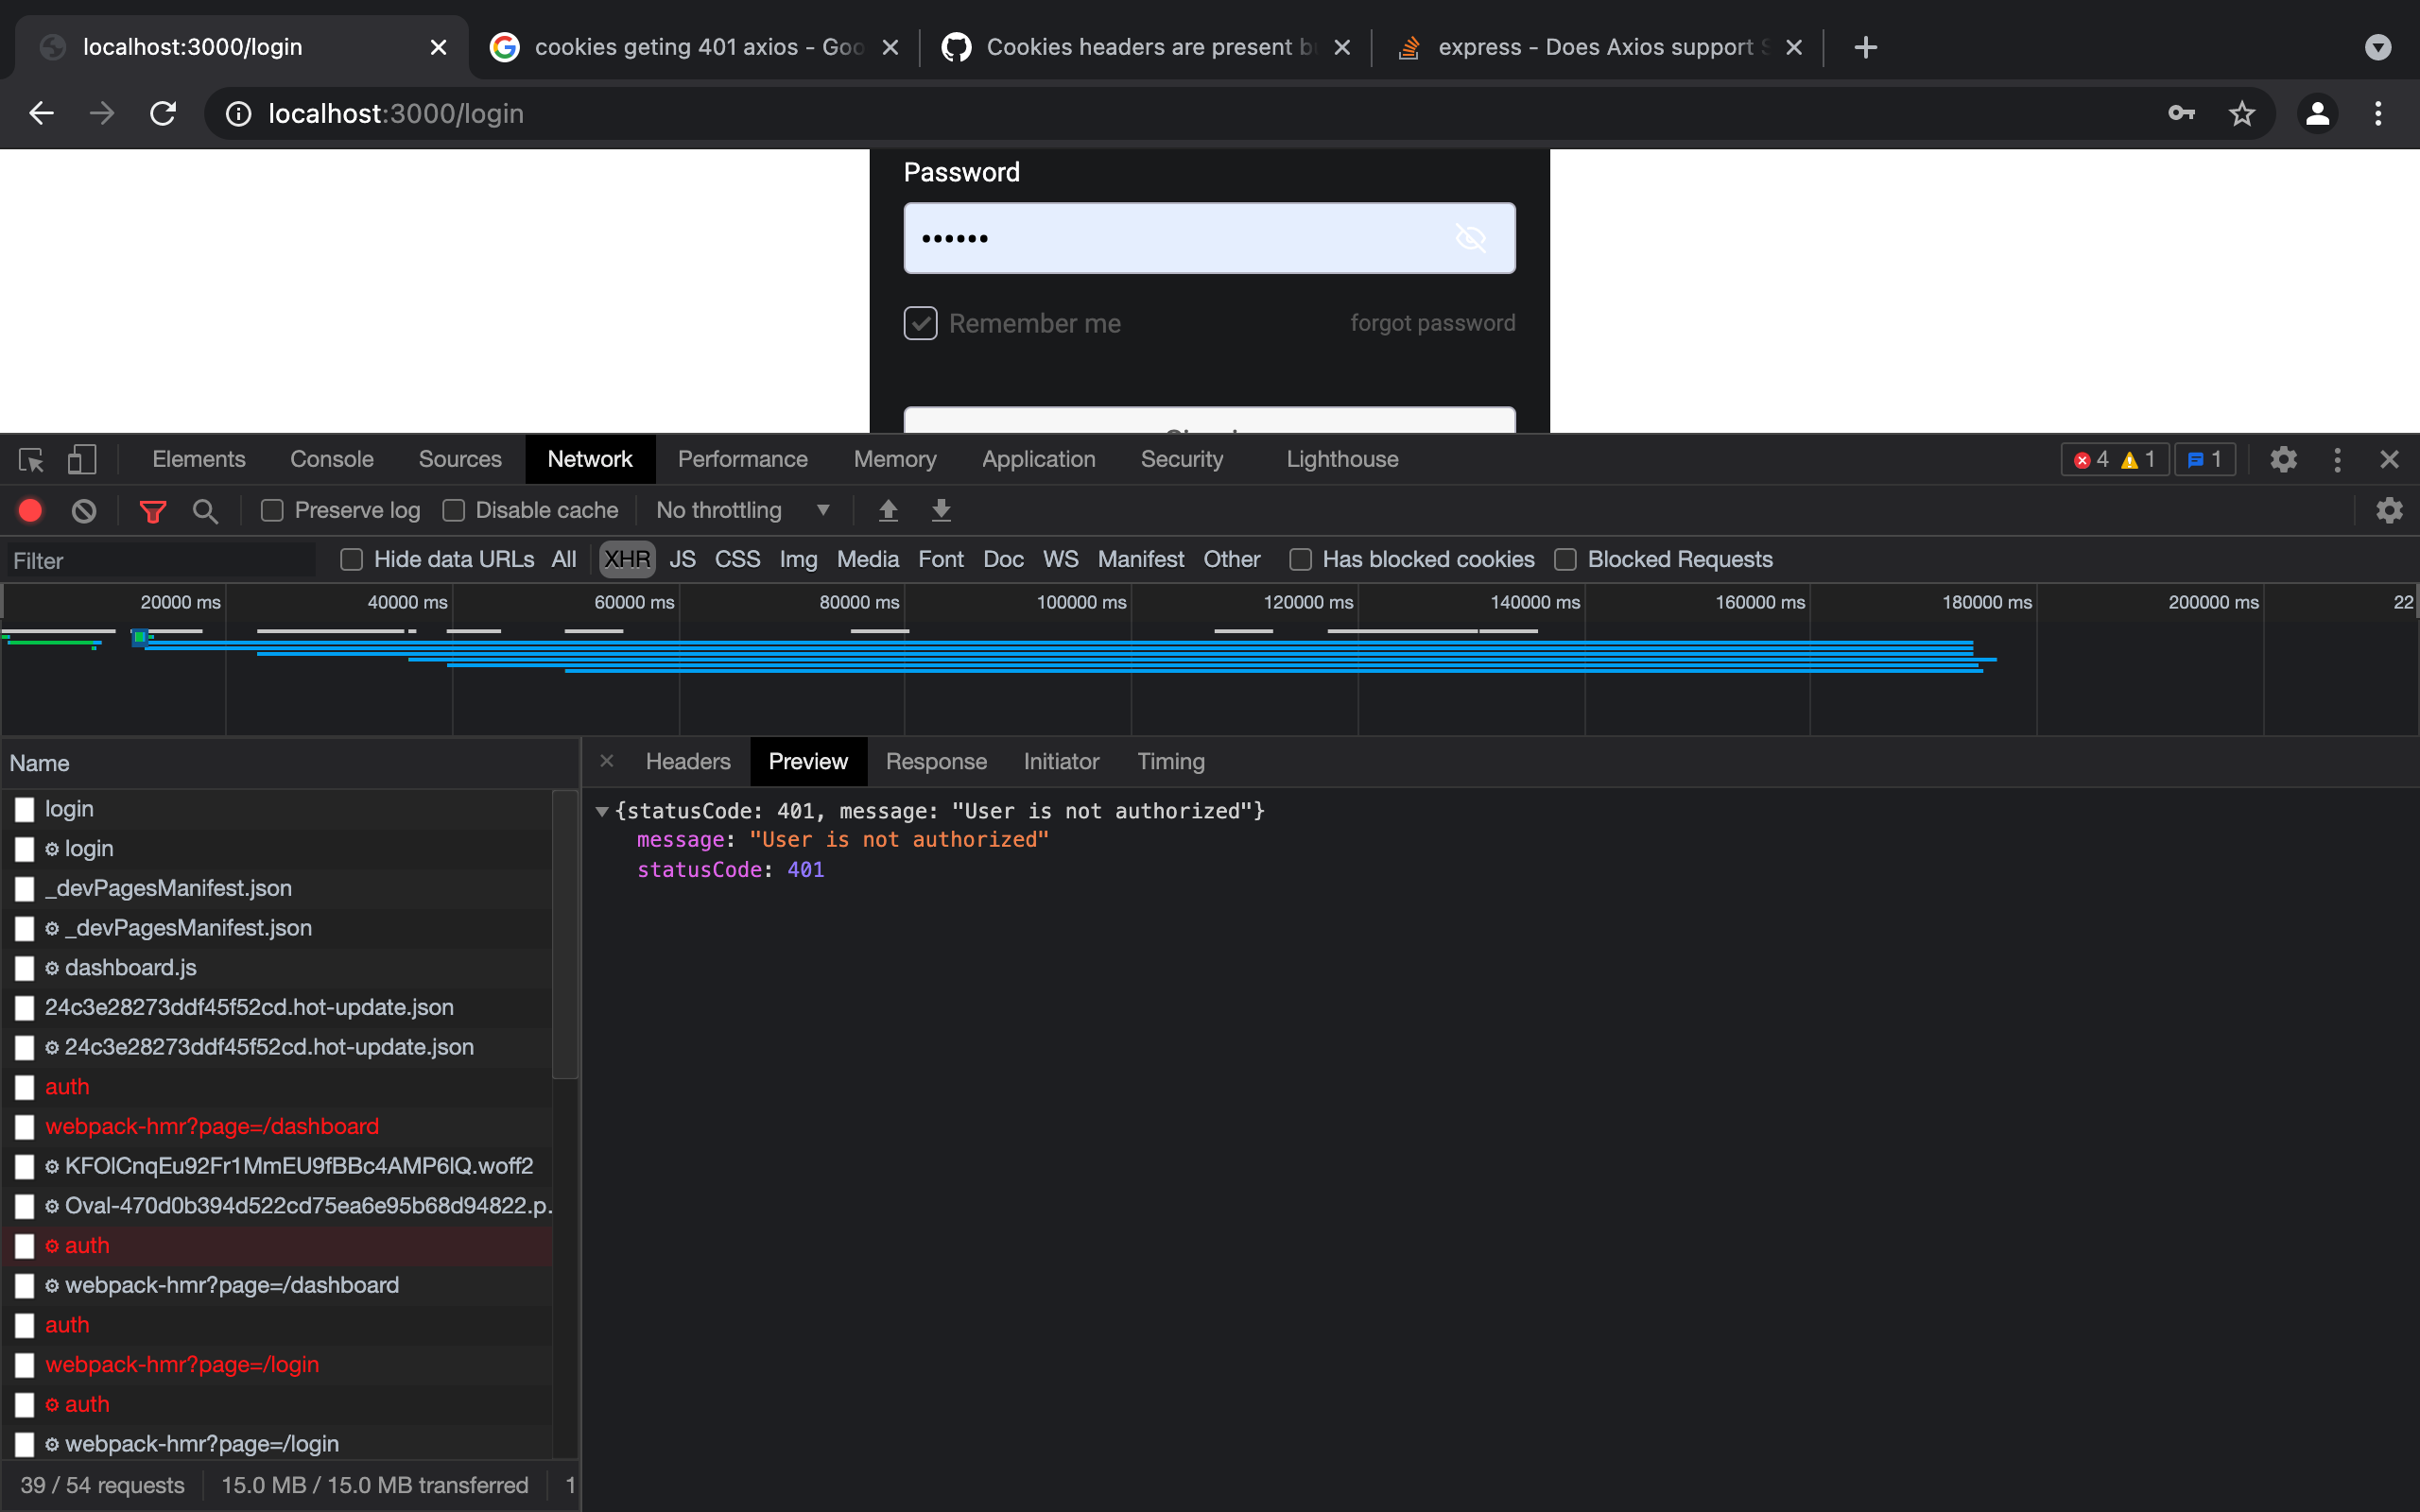 localhost:3000/login
cookies geting 401 axios - Goo
Cookies headers are present b
express - Does Axios support
localhost:3000/login
Password
••••••
Remember me
forgot password
Elements Console Sources Network Performance Memory Application Security Lighthouse 4 1 1
Preserve log Disable cache No throttling
Filter Hide data URLs All XHR JS CSS Img Media Font Doc WS Manifest Other Has blocked cookies Blocked Requests
20000 ms 40000 ms 60000 ms 80000 ms 100000 ms 120000 ms 140000 ms 160000 ms 180000 ms 200000 ms 22
Name
Headers Preview Response Initiator Timing
{statusCode: 401, message: "User is not authorized"}
message: "User is not authorized"
statusCode: 401
login
login
_devPagesManifest.json
_devPagesManifest.json
dashboard.js
24c3e28273ddf45f52cd.hot-update.json
24c3e28273ddf45f52cd.hot-update.json
auth
webpack-hmr?page=/dashboard
KFOlCnqEu92Fr1MmEU9fBBc4AMP6lQ.woff2
Oval-470d0b394d522cd75ea6e95b68d94822.p.
auth
webpack-hmr?page=/dashboard
auth
webpack-hmr?page=/login
auth
webpack-hmr?page=/login
39 / 54 requests 15.0 MB / 15.0 MB transferred 1